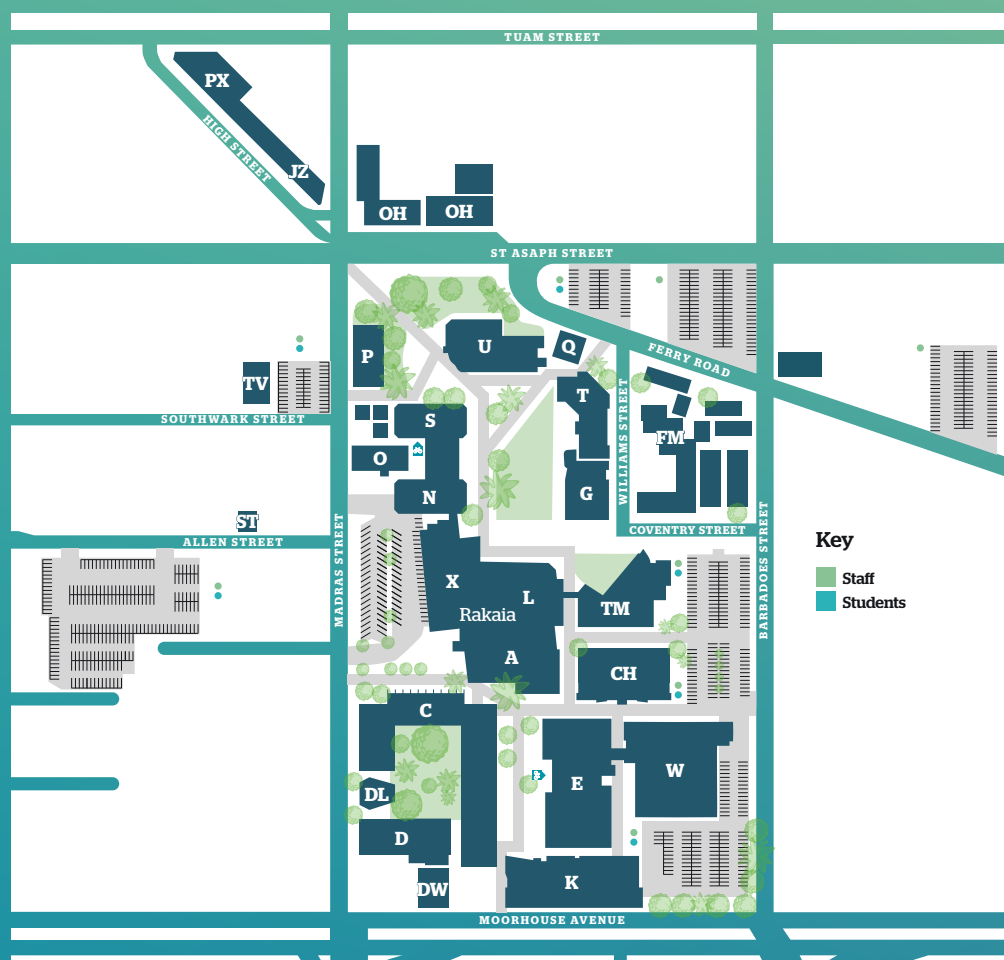 TUAM STREET
PX
HIGH STREET
JZ
OH
OH
ST ASAPH STREET
P
U
Q
FERRY ROAD
TV
T
SOUTHWARK STREET
S
WILLIAMS STREET
FM
O
N
G
ST
COVENTRY STREET
ALLEN STREET
MADRAS STREET
BARBADOES STREET
Key
Staff
Students
X
L
Rakaia
TM
A
CH
C
W
E
DL
D
K
DW
MOORHOUSE AVENUE